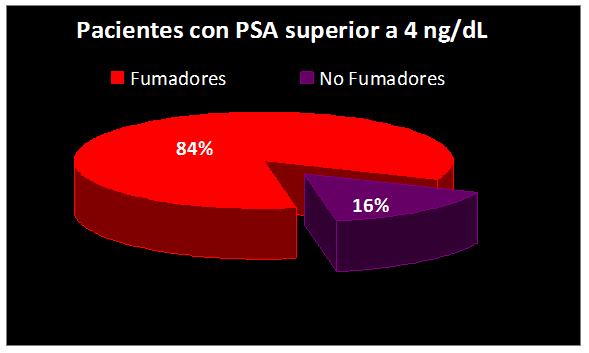 Pacientes con PSA superior a 4 ng/dL
Fumadores No Fumadores
84%
16%